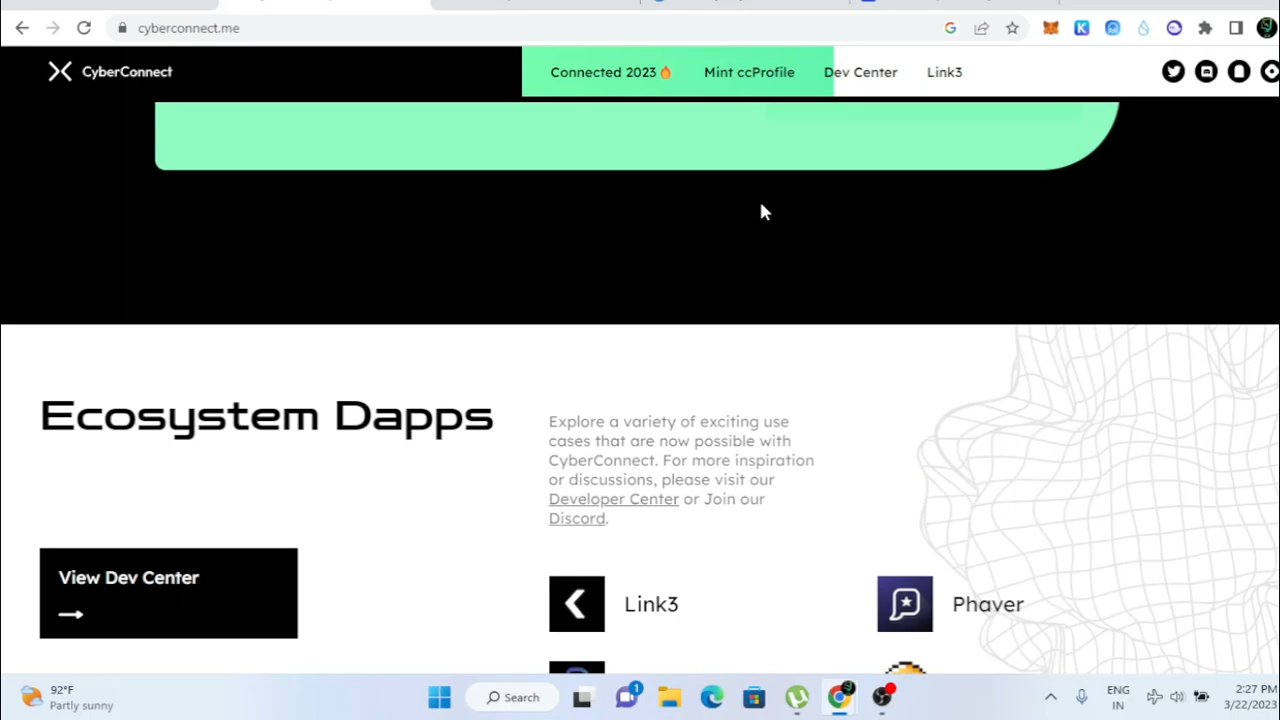 cyberconnect.me
CyberConnect
Connected 2023🔥 Mint ccProfile Dev Center Link3
Ecosystem Dapps
Explore a variety of exciting use
cases that are now possible with
CyberConnect. For more inspiration
or discussions, please visit our
Developer Center or Join our
Discord.
View Dev Center
Link3
Phaver
92°F
Partly sunny
Search
1
ENG
IN
2:27 PM
3/22/2023